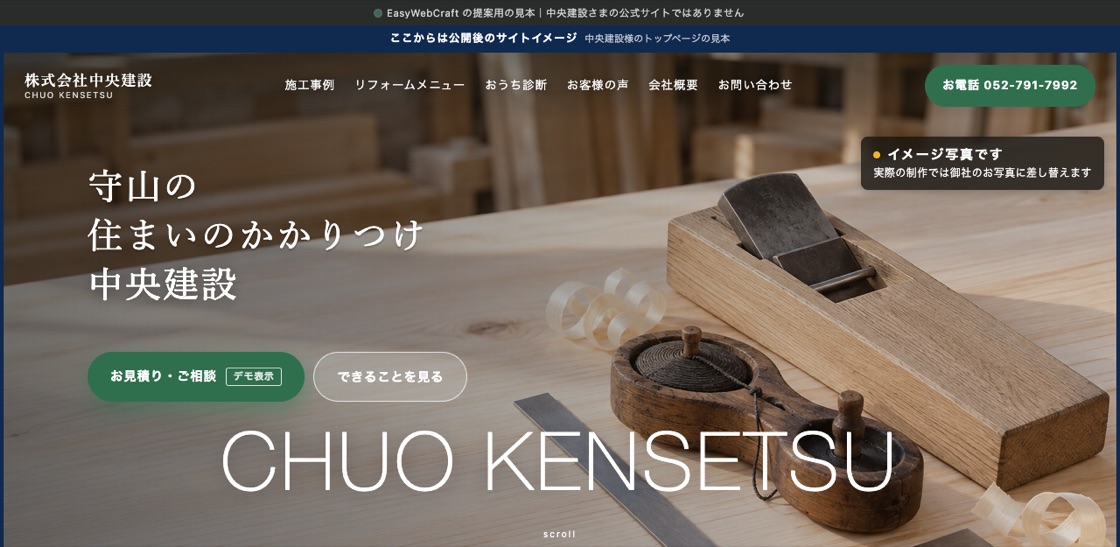 EasyWebCraft の提案用の見本｜中央建設さまの公式サイトではありません
ここからは公開後のサイトイメージ 中央建設様のトップページの見本
株式会社中央建設
CHUO KENSETSU
施工事例 リフォームメニュー おうち診断 お客様の声 会社概要 お問い合わせ
お電話 052-791-7992
イメージ写真です
実際の制作では御社のお写真に差し替えます
守山の
住まいのかかりつけ
中央建設
お見積り・ご相談 デモ表示 できることを見る
CHUO KENSETSU
scroll